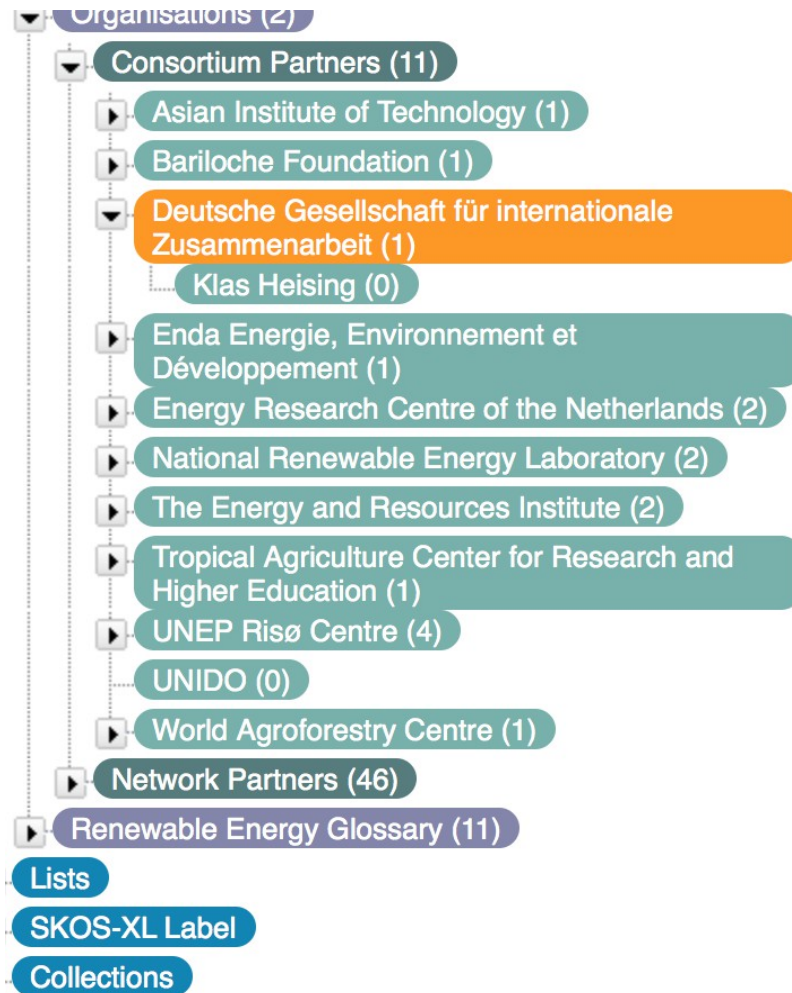 Organisations (2)
Consortium Partners (11)
Asian Institute of Technology (1)
Bariloche Foundation (1)
Deutsche Gesellschaft für internationale
Zusammenarbeit (1)
Klas Heising (0)
Enda Energie, Environnement et
Développement (1)
Energy Research Centre of the Netherlands (2)
National Renewable Energy Laboratory (2)
The Energy and Resources Institute (2)
Tropical Agriculture Center for Research and
Higher Education (1)
UNEP Risø Centre (4)
UNIDO (0)
World Agroforestry Centre (1)
Network Partners (46)
Renewable Energy Glossary (11)
Lists
SKOS-XL Label
Collections